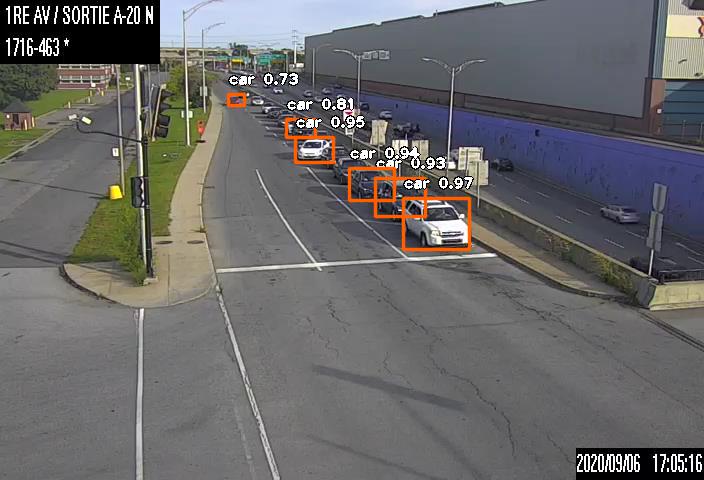 1RE AV / SORTIE A-20 N
1716-463 *
car 0.73
car 0.81
car 0.95
car 0.94
car 0.93
car 0.97
2020/09/06 17:05:16